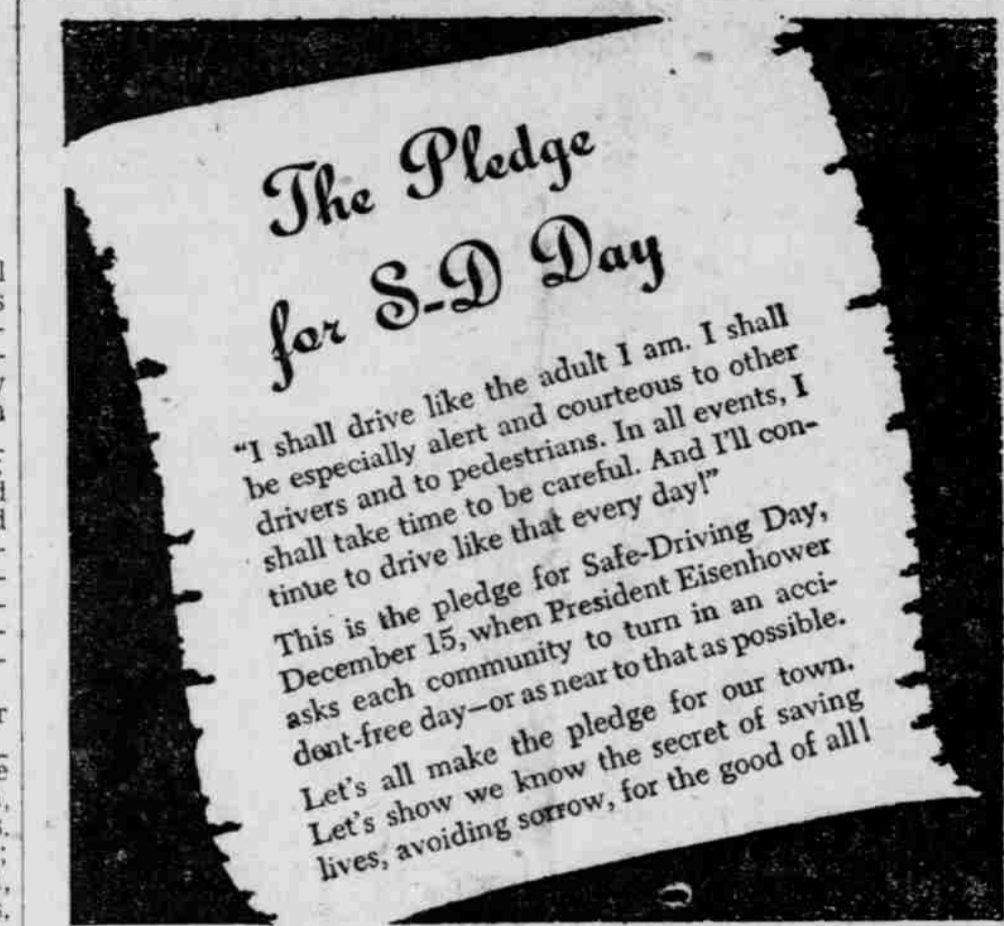 The Pledge
for S-D Day
"I shall drive like the adult I am. I shall
be especially alert and courteous to other
drivers and to pedestrians. In all events, I
shall take time to be careful. And I'll con-
tinue to drive like that every day!"
This is the pledge for Safe-Driving Day,
December 15, when President Eisenhower
asks each community to turn in an acci-
dent-free day—or as near to that as possible.
Let's all make the pledge for our town.
Let's show we know the secret of saving
lives, avoiding sorrow, for the good of all!